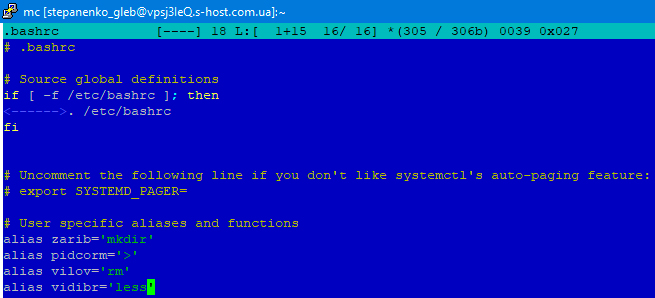 mc [stepanenko_gleb@vpsj3leQ.s-host.com.ua]:~
.bashrc [----] 18 L:[ 1+15 16/ 16] *(305 / 306b) 0039 0x027
# .bashrc
# Source global definitions
if [ -f /etc/bashrc ]; then
<------>. /etc/bashrc
fi
# Uncomment the following line if you don't like systemctl's auto-paging feature:
# export SYSTEMD_PAGER=
# User specific aliases and functions
alias zarib='mkdir'
alias pidcorm='>'
alias vilov='rm'
alias vidibr='less'